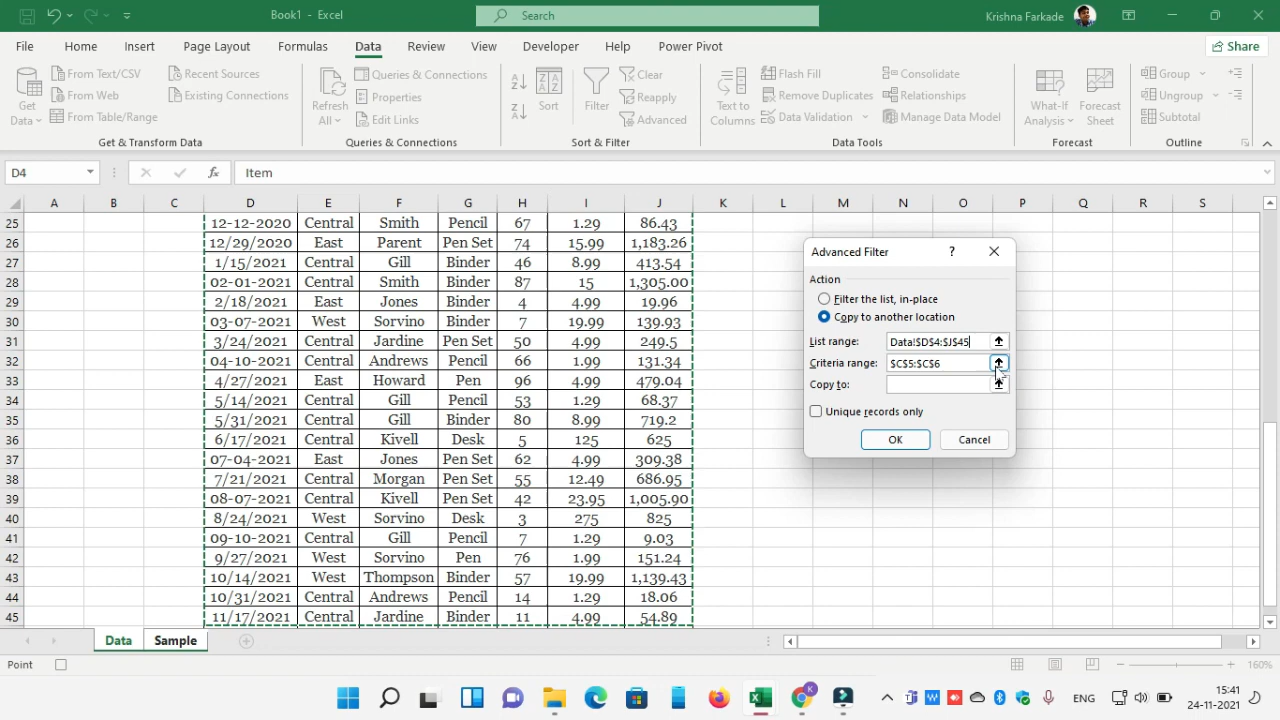 Book1 - Excel
Search
Krishna Farkade
File Home Insert Page Layout Formulas Data Review View Developer Help Power Pivot Share
Get Data
From Text/CSV
From Web
From Table/Range
Recent Sources
Existing Connections
Get & Transform Data
Refresh All
Queries & Connections
Properties
Edit Links
Queries & Connections
Sort
Filter
Clear
Reapply
Advanced
Sort & Filter
Text to Columns
Flash Fill
Remove Duplicates
Data Validation
Consolidate
Relationships
Manage Data Model
Data Tools
What-If Analysis
Forecast Sheet
Forecast
Group
Ungroup
Subtotal
Outline
D4 fx Item
A B C D E F G H I J K L M N O P Q R S
25 12-12-2020 Central Smith Pencil 67 1.29 86.43
26 12/29/2020 East Parent Pen Set 74 15.99 1,183.26
27 1/15/2021 Central Gill Binder 46 8.99 413.54
28 02-01-2021 Central Smith Binder 87 15 1,305.00
29 2/18/2021 East Jones Binder 4 4.99 19.96
30 03-07-2021 West Sorvino Binder 7 19.99 139.93
31 3/24/2021 Central Jardine Pen Set 50 4.99 249.5
32 04-10-2021 Central Andrews Pencil 66 1.99 131.34
33 4/27/2021 East Howard Pen 96 4.99 479.04
34 5/14/2021 Central Gill Pencil 53 1.29 68.37
35 5/31/2021 Central Gill Binder 80 8.99 719.2
36 6/17/2021 Central Kivell Desk 5 125 625
37 07-04-2021 East Jones Pen Set 62 4.99 309.38
38 7/21/2021 Central Morgan Pen Set 55 12.49 686.95
39 08-07-2021 Central Kivell Pen Set 42 23.95 1,005.90
40 8/24/2021 West Sorvino Desk 3 275 825
41 09-10-2021 Central Gill Pencil 7 1.29 9.03
42 9/27/2021 West Sorvino Pen 76 1.99 151.24
43 10/14/2021 West Thompson Binder 57 19.99 1,139.43
44 10/31/2021 Central Andrews Pencil 14 1.29 18.06
45 11/17/2021 Central Jardine Binder 11 4.99 54.89
Advanced Filter ?
Action
Filter the list, in-place
Copy to another location
List range: Data!$D$4:$J$45
Criteria range: $C$5:$C$6
Copy to:
Unique records only
OK Cancel
Data Sample
Point 160%
K
ENG
15:41
24-11-2021